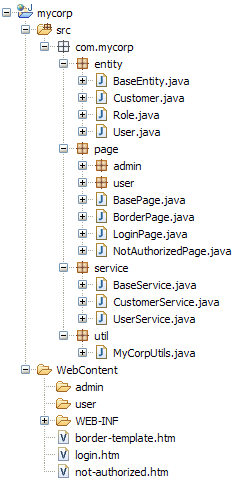 mycorp
src
com.mycorp
entity
BaseEntity.java
Customer.java
Role.java
User.java
page
admin
user
BasePage.java
BorderPage.java
LoginPage.java
NotAuthorizedPage.java
service
BaseService.java
CustomerService.java
UserService.java
util
MyCorpUtils.java
WebContent
admin
user
WEB-INF
border-template.htm
login.htm
not-authorized.htm